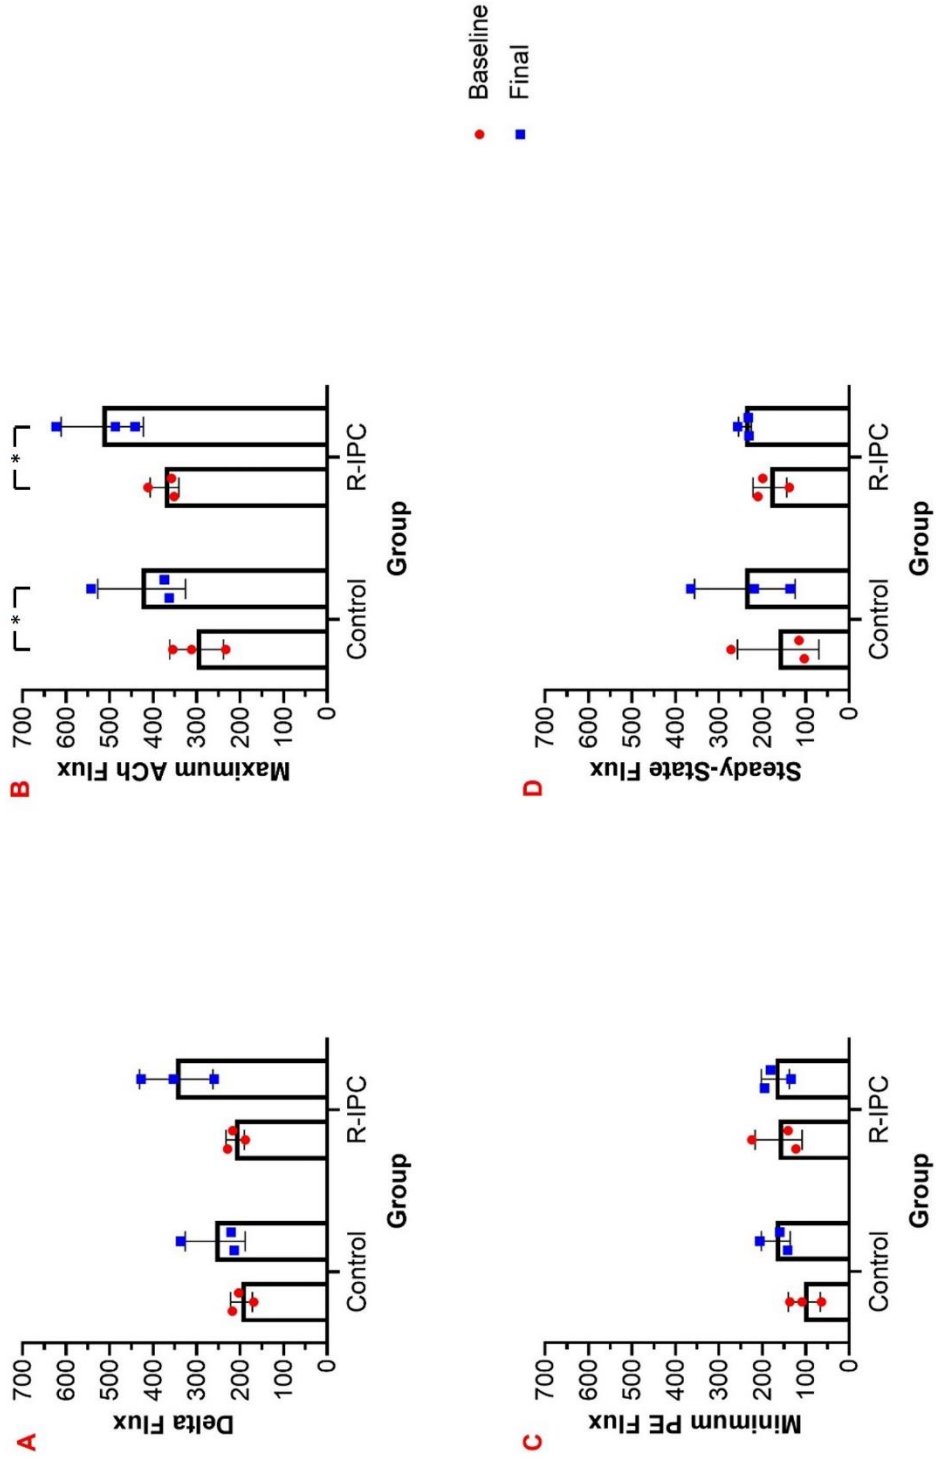 A
Delta Flux
700
600
500
400
300
200
100
0
Control
R-IPC
Group
B
Maximum ACh Flux
700
600
500
400
300
200
100
0
*
*
Control
R-IPC
Group
C
Minimum PE Flux
700
600
500
400
300
200
100
0
Control
R-IPC
Group
D
Steady-State Flux
700
600
500
400
300
200
100
0
Control
R-IPC
Group
Baseline
Final